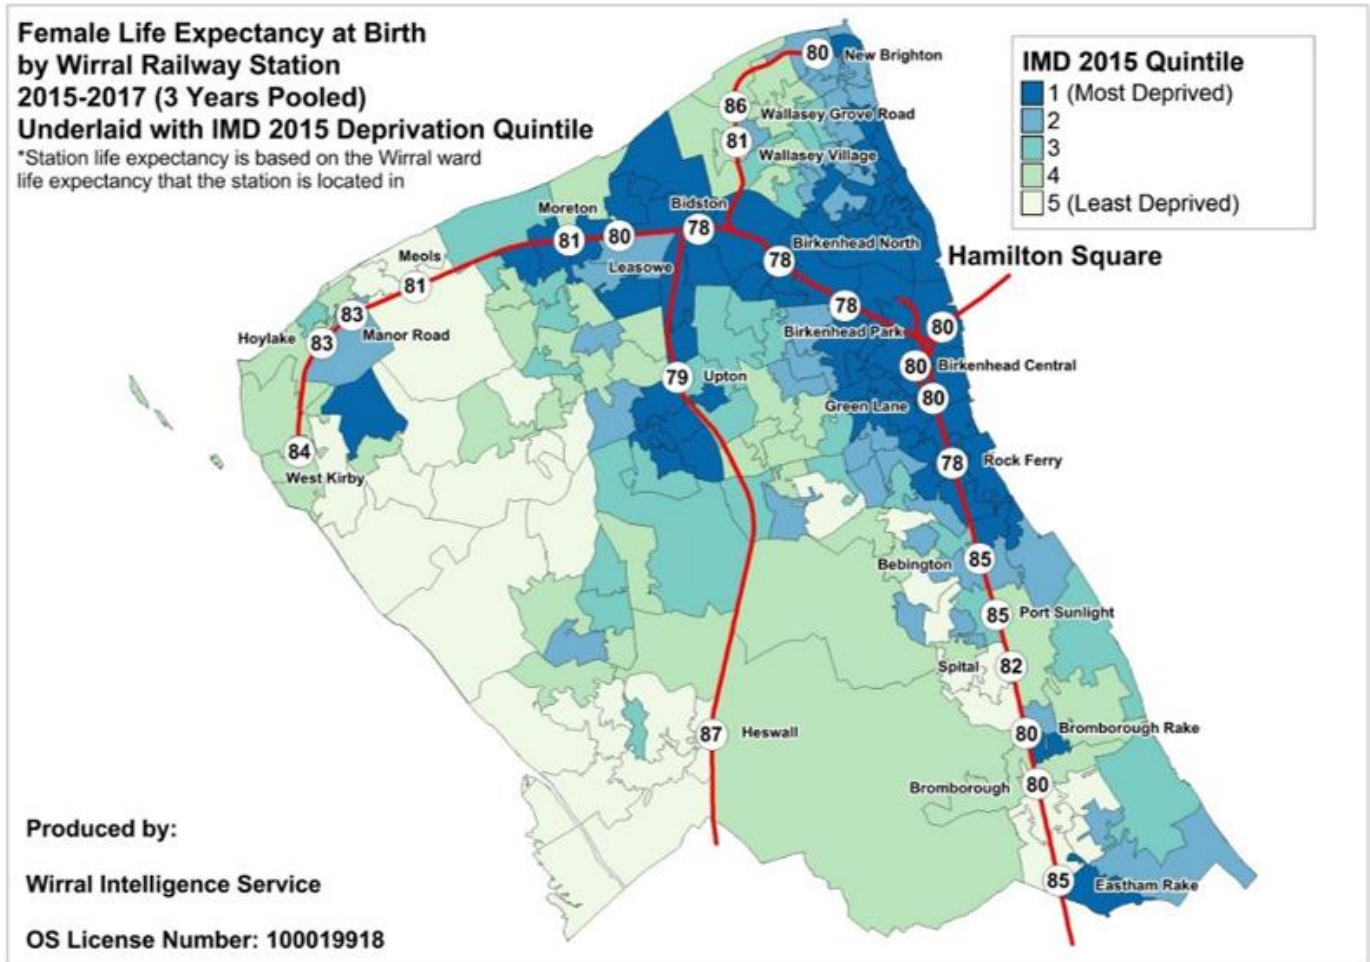 Female Life Expectancy at Birth
by Wirral Railway Station
2015-2017 (3 Years Pooled)
Underlaid with IMD 2015 Deprivation Quintile
*Station life expectancy is based on the Wirral ward
life expectancy that the station is located in
IMD 2015 Quintile
1 (Most Deprived)
2
3
4
5 (Least Deprived)
80 New Brighton
86 Wallasey Grove Road
81 Wallasey Village
Moreton
81
80
Leasowe
Bidston
78
Birkenhead North
78
78
Birkenhead Park
Hamilton Square
80
80 Birkenhead Central
Green Lane 80
78 Rock Ferry
Meols
81
83
Manor Road
Hoylake 83
84
West Kirby
79 Upton
Bebington 85
85 Port Sunlight
Spital 82
80 Bromborough Rake
Bromborough 80
85 Eastham Rake
87 Heswall
Produced by:
Wirral Intelligence Service
OS License Number: 100019918